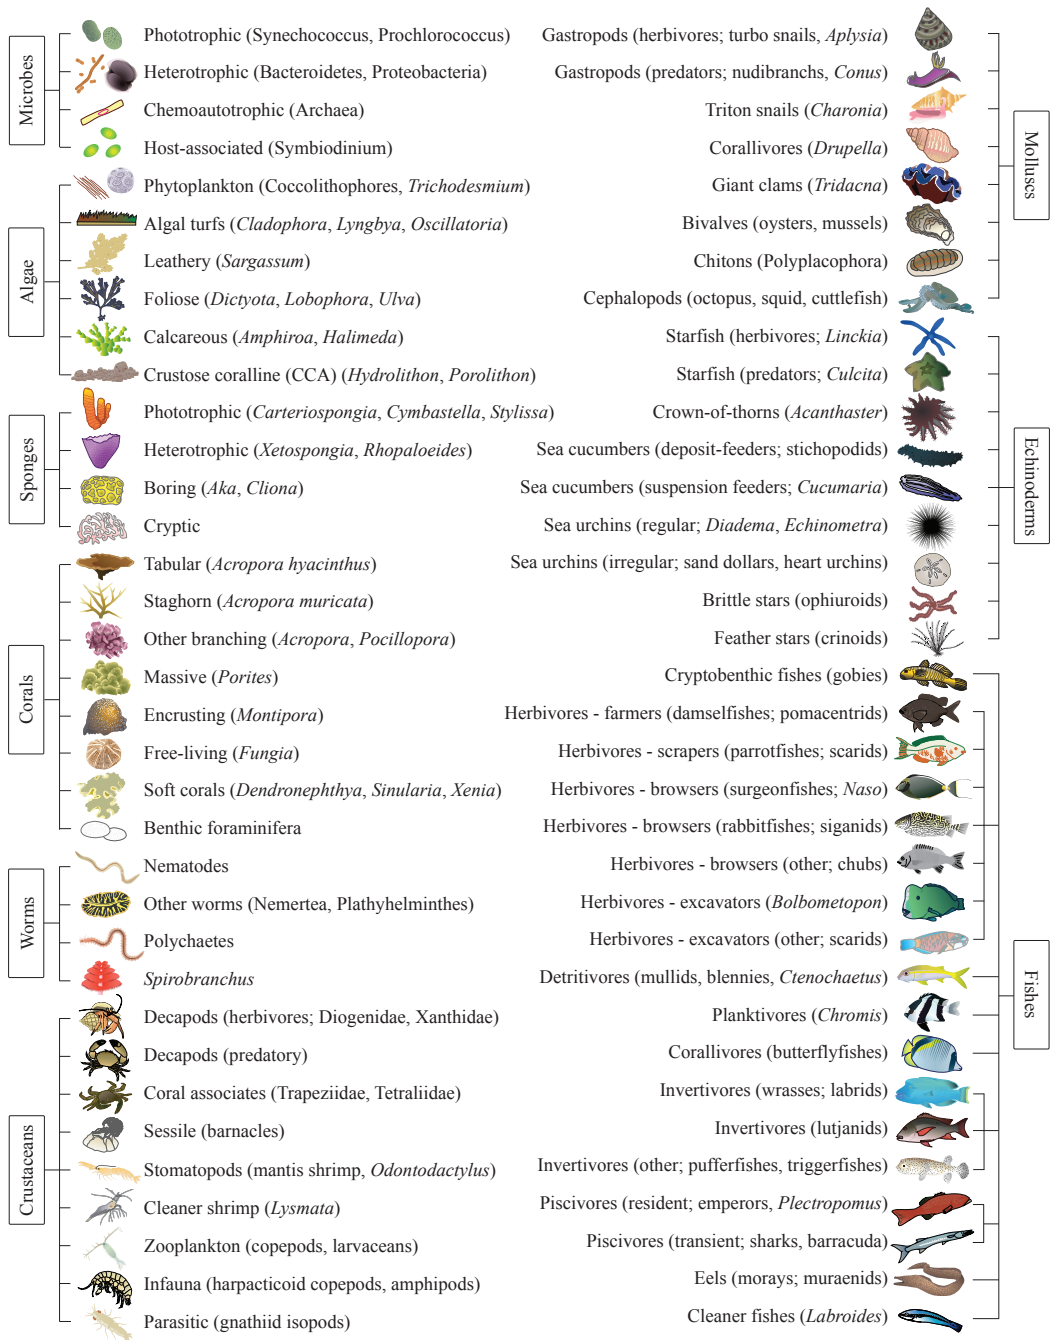 Microbes
Phototrophic (Synechococcus, Prochlorococcus)
Heterotrophic (Bacteroidetes, Proteobacteria)
Chemoautotrophic (Archaea)
Host-associated (Symbiodinium)
Algae
Phytoplankton (Coccolithophores, Trichodesmium)
Algal turfs (Cladophora, Lyngbya, Oscillatoria)
Leathery (Sargassum)
Foliose (Dictyota, Lobophora, Ulva)
Calcareous (Amphiroa, Halimeda)
Crustose coralline (CCA) (Hydrolithon, Porolithon)
Sponges
Phototrophic (Carteriospongia, Cymbastella, Stylissa)
Heterotrophic (Xetospongia, Rhopaloeides)
Boring (Aka, Cliona)
Cryptic
Corals
Tabular (Acropora hyacinthus)
Staghorn (Acropora muricata)
Other branching (Acropora, Pocillopora)
Massive (Porites)
Encrusting (Montipora)
Free-living (Fungia)
Soft corals (Dendronephthya, Sinularia, Xenia)
Benthic foraminifera
Worms
Nematodes
Other worms (Nemertea, Plathyhelminthes)
Polychaetes
Spirobranchus
Crustaceans
Decapods (herbivores; Diogenidae, Xanthidae)
Decapods (predatory)
Coral associates (Trapeziidae, Tetraliidae)
Sessile (barnacles)
Stomatopods (mantis shrimp, Odontodactylus)
Cleaner shrimp (Lysmata)
Zooplankton (copepods, larvaceans)
Infauna (harpacticoid copepods, amphipods)
Parasitic (gnathiid isopods)
Molluscs
Gastropods (herbivores; turbo snails, Aplysia)
Gastropods (predators; nudibranchs, Conus)
Triton snails (Charonia)
Corallivores (Drupella)
Giant clams (Tridacna)
Bivalves (oysters, mussels)
Chitons (Polyplacophora)
Cephalopods (octopus, squid, cuttlefish)
Echinoderms
Starfish (herbivores; Linckia)
Starfish (predators; Culcita)
Crown-of-thorns (Acanthaster)
Sea cucumbers (deposit-feeders; stichopodids)
Sea cucumbers (suspension feeders; Cucumaria)
Sea urchins (regular; Diadema, Echinometra)
Sea urchins (irregular; sand dollars, heart urchins)
Brittle stars (ophiuroids)
Feather stars (crinoids)
Fishes
Cryptobenthic fishes (gobies)
Herbivores - farmers (damselfishes; pomacentrids)
Herbivores - scrapers (parrotfishes; scarids)
Herbivores - browsers (surgeonfishes; Naso)
Herbivores - browsers (rabbitfishes; siganids)
Herbivores - browsers (other; chubs)
Herbivores - excavators (Bolbometopon)
Herbivores - excavators (other; scarids)
Detritivores (mullids, blennies, Ctenochaetus)
Planktivores (Chromis)
Corallivores (butterflyfishes)
Invertivores (wrasses; labrids)
Invertivores (lutjanids)
Invertivores (other; pufferfishes, triggerfishes)
Piscivores (resident; emperors, Plectropomus)
Piscivores (transient; sharks, barracuda)
Eels (morays; muraenids)
Cleaner fishes (Labroides)